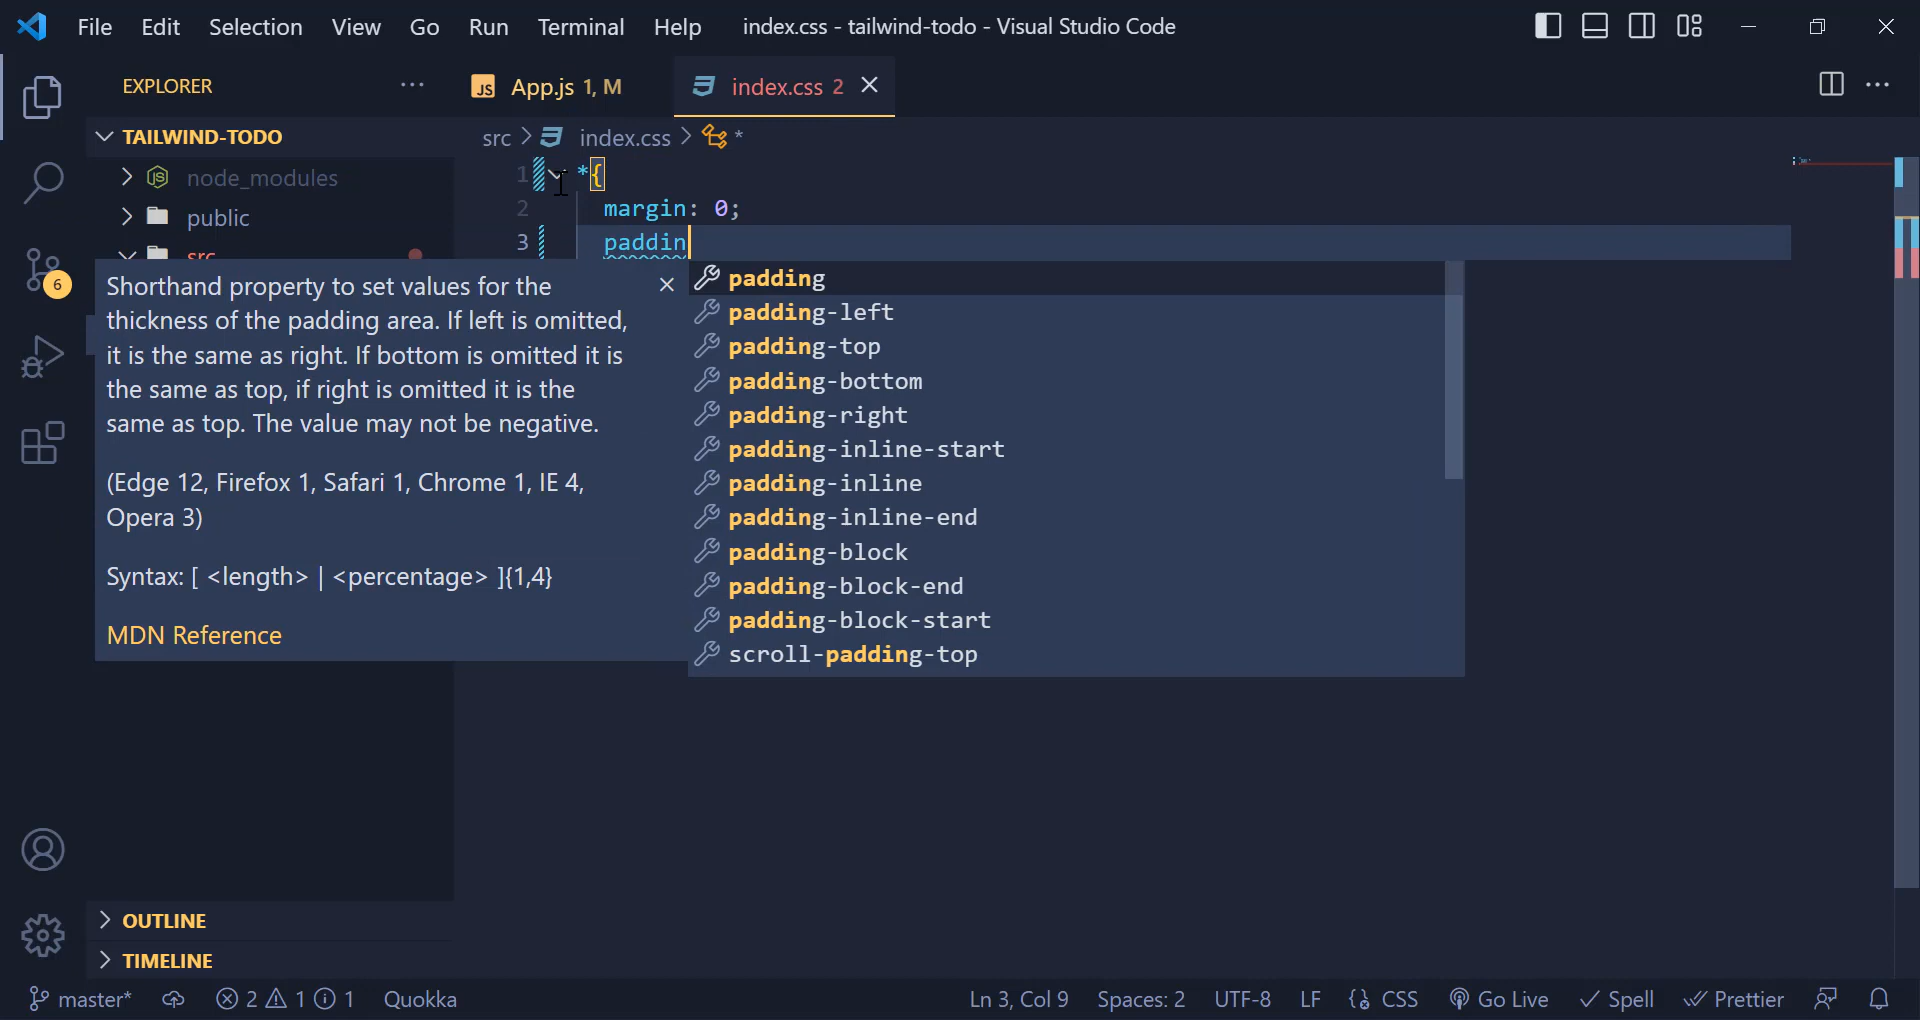 File Edit Selection View Go Run Terminal Help index.css - tailwind-todo - Visual Studio Code
EXPLORER ··· JS App.js 1, M index.css 2
TAILWIND-TODO
src > index.css > *
node_modules
public
src
1 *{
2 margin: 0;
3 paddin
Shorthand property to set values for the
thickness of the padding area. If left is omitted,
it is the same as right. If bottom is omitted it is
the same as top, if right is omitted it is the
same as top. The value may not be negative.
(Edge 12, Firefox 1, Safari 1, Chrome 1, IE 4,
Opera 3)
Syntax: [ <length> | <percentage> ]{1,4}
MDN Reference
padding
padding-left
padding-top
padding-bottom
padding-right
padding-inline-start
padding-inline
padding-inline-end
padding-block
padding-block-end
padding-block-start
scroll-padding-top
6
OUTLINE
TIMELINE
master* 2 1 1 Quokka Ln 3, Col 9 Spaces: 2 UTF-8 LF CSS Go Live Spell Prettier